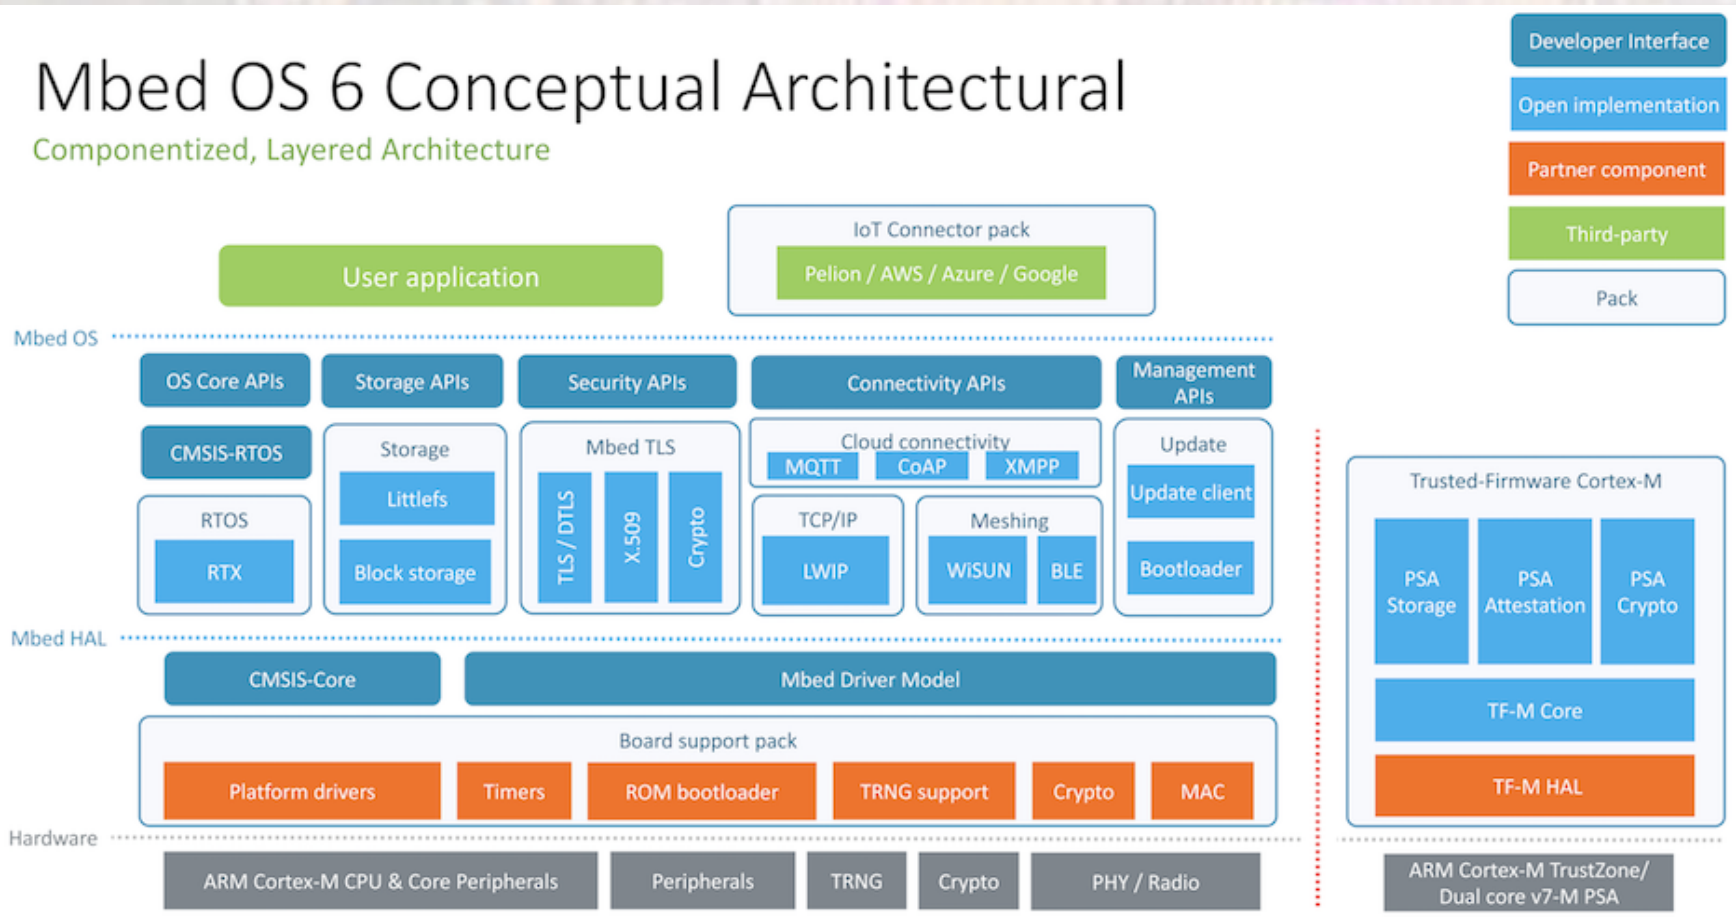 Mbed OS 6 Conceptual Architectural
Componentized, Layered Architecture
Developer Interface
Open implementation
Partner component
Third-party
Pack
User application
IoT Connector pack
Pelion / AWS / Azure / Google
Mbed OS
OS Core APIs
Storage APIs
Security APIs
Connectivity APIs
Management
APIs
CMSIS-RTOS
RTOS
RTX
Storage
Littlefs
Block storage
Mbed TLS
TLS / DTLS
X.509
Crypto
Cloud connectivity
MQTT
CoAP
XMPP
TCP/IP
LWIP
Meshing
WiSUN
BLE
Update
Update client
Bootloader
Mbed HAL
CMSIS-Core
Mbed Driver Model
Board support pack
Platform drivers
Timers
ROM bootloader
TRNG support
Crypto
MAC
Hardware
ARM Cortex-M CPU & Core Peripherals
Peripherals
TRNG
Crypto
PHY / Radio
Trusted-Firmware Cortex-M
PSA
Storage
PSA
Attestation
PSA
Crypto
TF-M Core
TF-M HAL
ARM Cortex-M TrustZone/
Dual core v7-M PSA